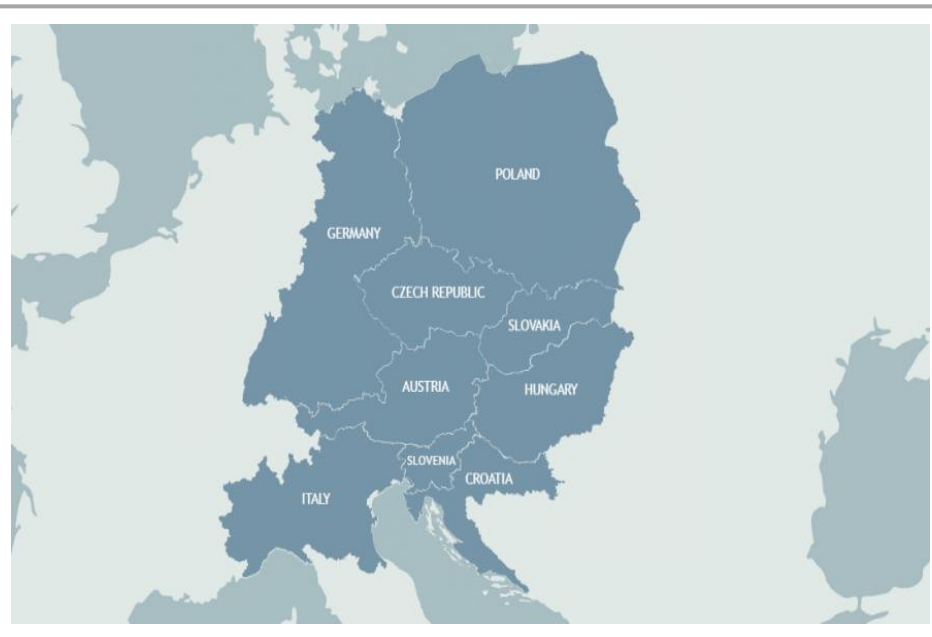 POLAND
GERMANY
CZECH REPUBLIC
SLOVAKIA
AUSTRIA
HUNGARY
SLOVENIA
CROATIA
ITALY